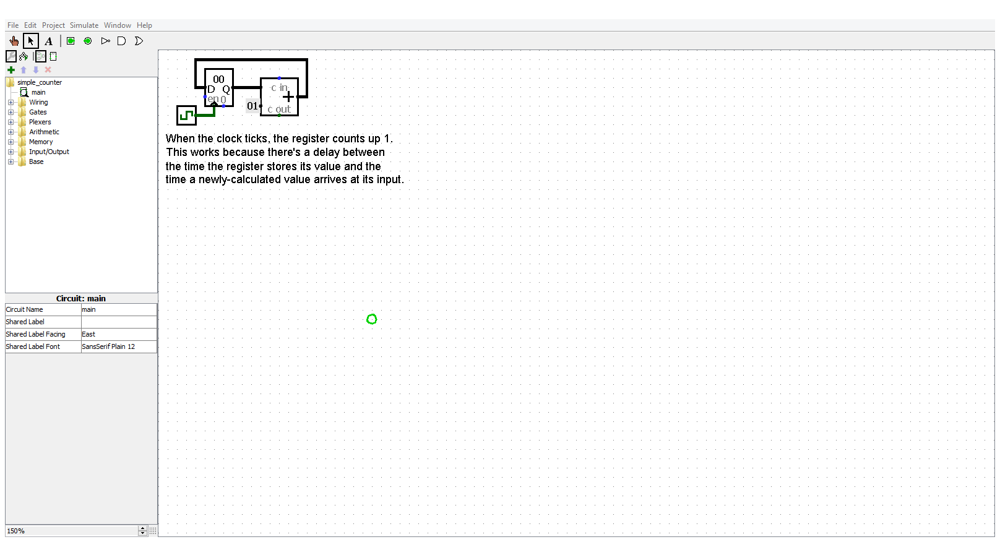 File Edit Project Simulate Window Help
A
simple_counter
main
Wiring
Gates
Plexers
Arithmetic
Memory
Input/Output
Base
Circuit: main
Circuit Name main
Shared Label
Shared Label Facing East
Shared Label Font SansSerif Plain 12
150%
00
D Q
en 0
c in
+
01
c out
When the clock ticks, the register counts up 1.
This works because there's a delay between
the time the register stores its value and the
time a newly-calculated value arrives at its input.